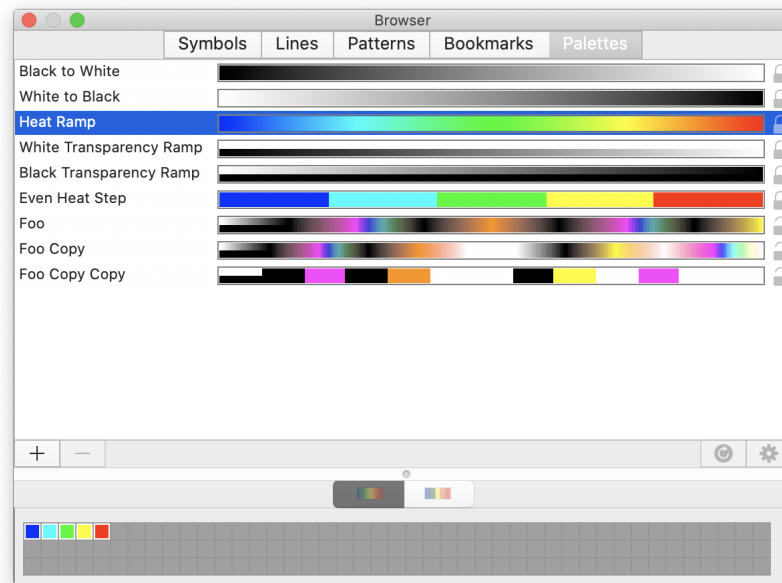 Browser
Symbols Lines Patterns Bookmarks Palettes
Black to White
White to Black
Heat Ramp
White Transparency Ramp
Black Transparency Ramp
Even Heat Step
Foo
Foo Copy
Foo Copy Copy